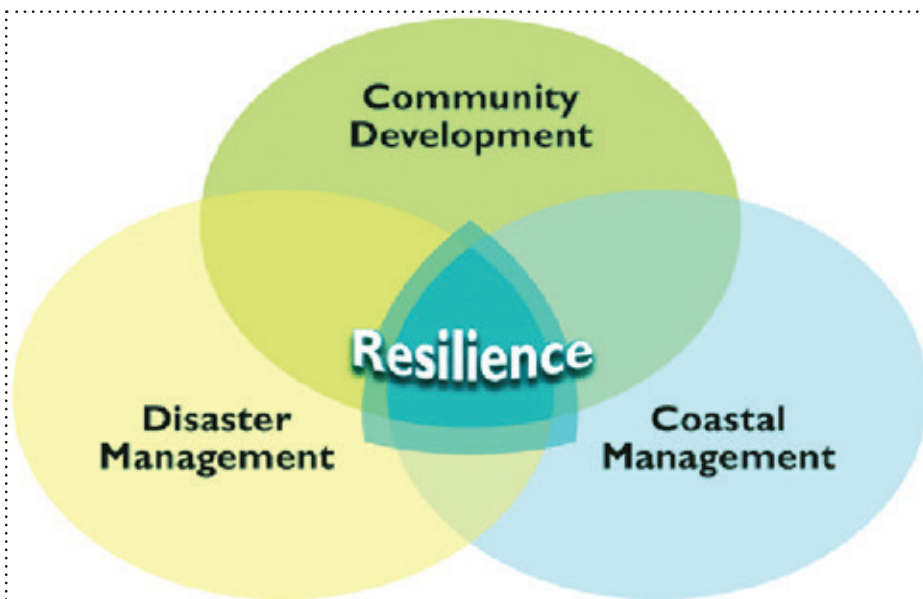 Community
Development
Resilience
Disaster
Management
Coastal
Management